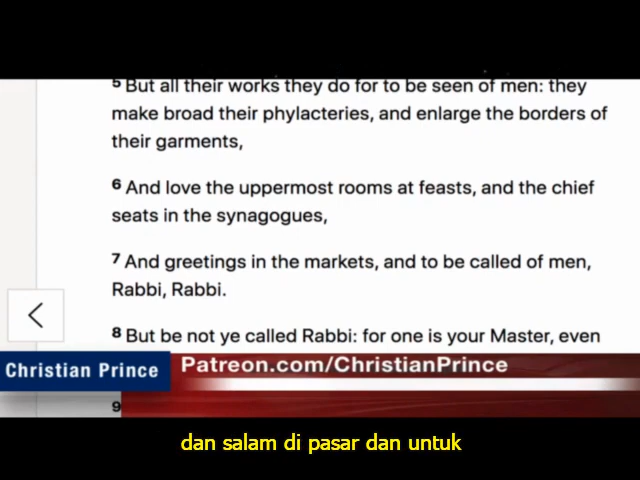 5 But all their works they do for to be seen of men: they
make broad their phylacteries, and enlarge the borders of
their garments,
6 And love the uppermost rooms at feasts, and the chief
seats in the synagogues,
7 And greetings in the markets, and to be called of men,
Rabbi, Rabbi.
8 But be not ye called Rabbi: for one is your Master, even
Christian Prince
Patreon.com/ChristianPrince
9
dan salam di pasar dan untuk